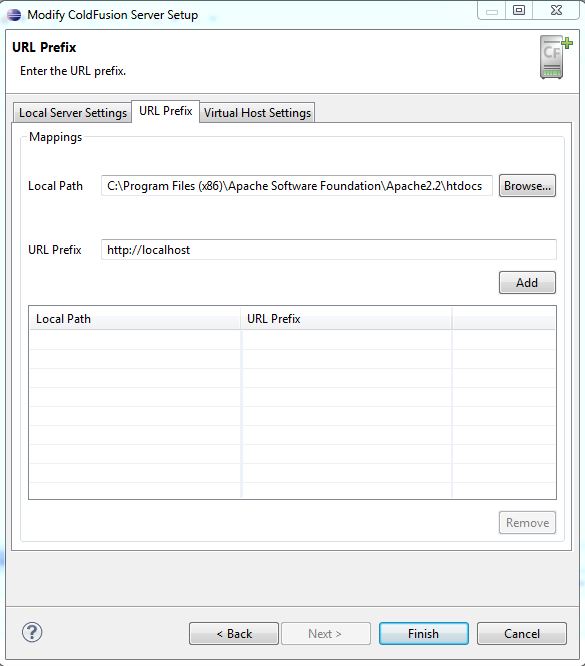 Modify ColdFusion Server Setup
URL Prefix
Enter the URL prefix.
CF
Local Server Settings URL Prefix Virtual Host Settings
Mappings
Local Path C:\Program Files (x86)\Apache Software Foundation\Apache2.2\htdocs Browse...
URL Prefix http://localhost
Add
Local Path URL Prefix
Remove
? < Back Next > Finish Cancel